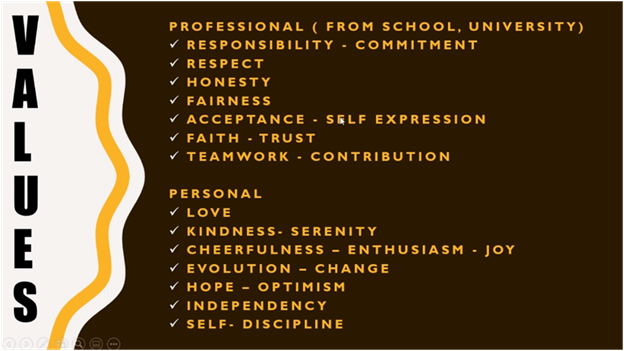 VALUES
PROFESSIONAL ( FROM SCHOOL, UNIVERSITY)
✓ RESPONSIBILITY - COMMITMENT
✓ RESPECT
✓ HONESTY
✓ FAIRNESS
✓ ACCEPTANCE - SELF EXPRESSION
✓ FAITH - TRUST
✓ TEAMWORK - CONTRIBUTION
PERSONAL
✓ LOVE
✓ KINDNESS- SERENITY
✓ CHEERFULNESS – ENTHUSIASM - JOY
✓ EVOLUTION – CHANGE
✓ HOPE – OPTIMISM
✓ INDEPENDENCY
✓ SELF- DISCIPLINE